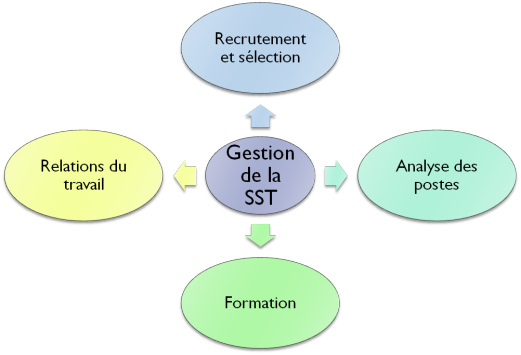 Recrutement
et sélection
Relations du
travail
Gestion
de la
SST
Analyse des
postes
Formation